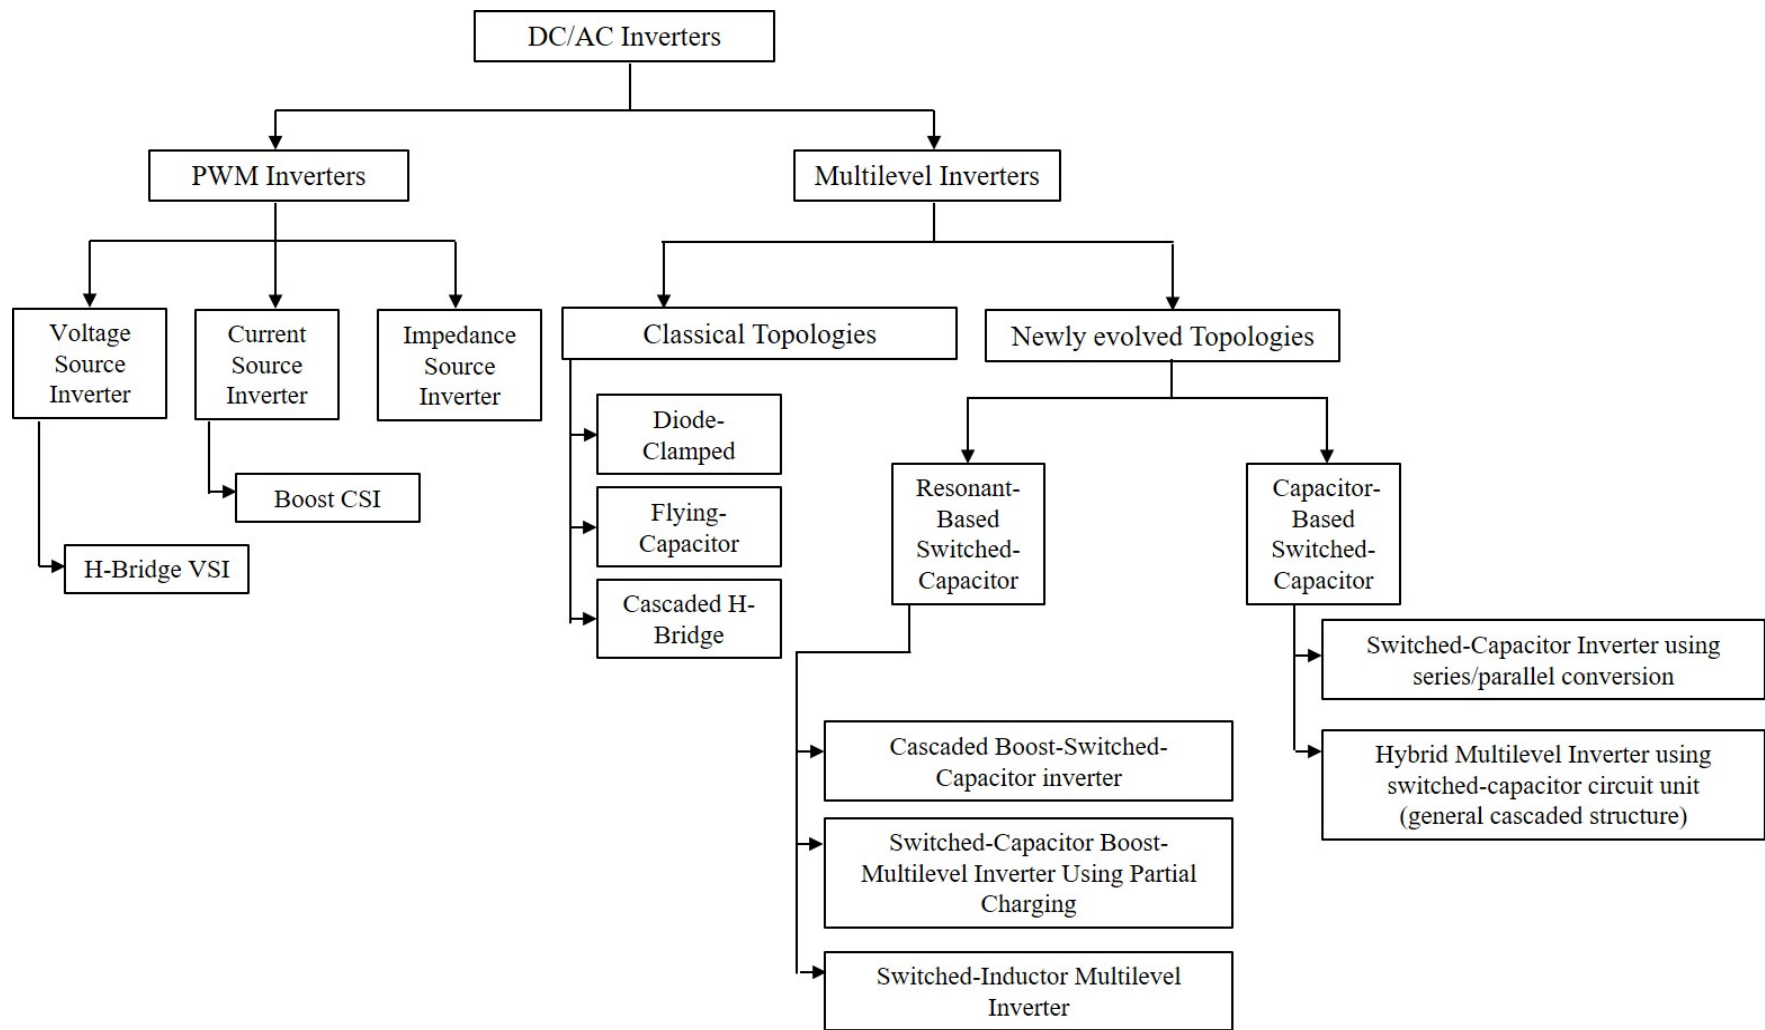 DC/AC Inverters
PWM Inverters
Multilevel Inverters
Voltage
Source
Inverter
Current
Source
Inverter
Impedance
Source
Inverter
Classical Topologies
Newly evolved Topologies
Boost CSI
H-Bridge VSI
Diode-
Clamped
Flying-
Capacitor
Cascaded H-
Bridge
Resonant-
Based
Switched-
Capacitor
Capacitor-
Based
Switched-
Capacitor
Cascaded Boost-Switched-
Capacitor inverter
Switched-Capacitor Boost-
Multilevel Inverter Using Partial
Charging
Switched-Inductor Multilevel
Inverter
Switched-Capacitor Inverter using
series/parallel conversion
Hybrid Multilevel Inverter using
switched-capacitor circuit unit
(general cascaded structure)